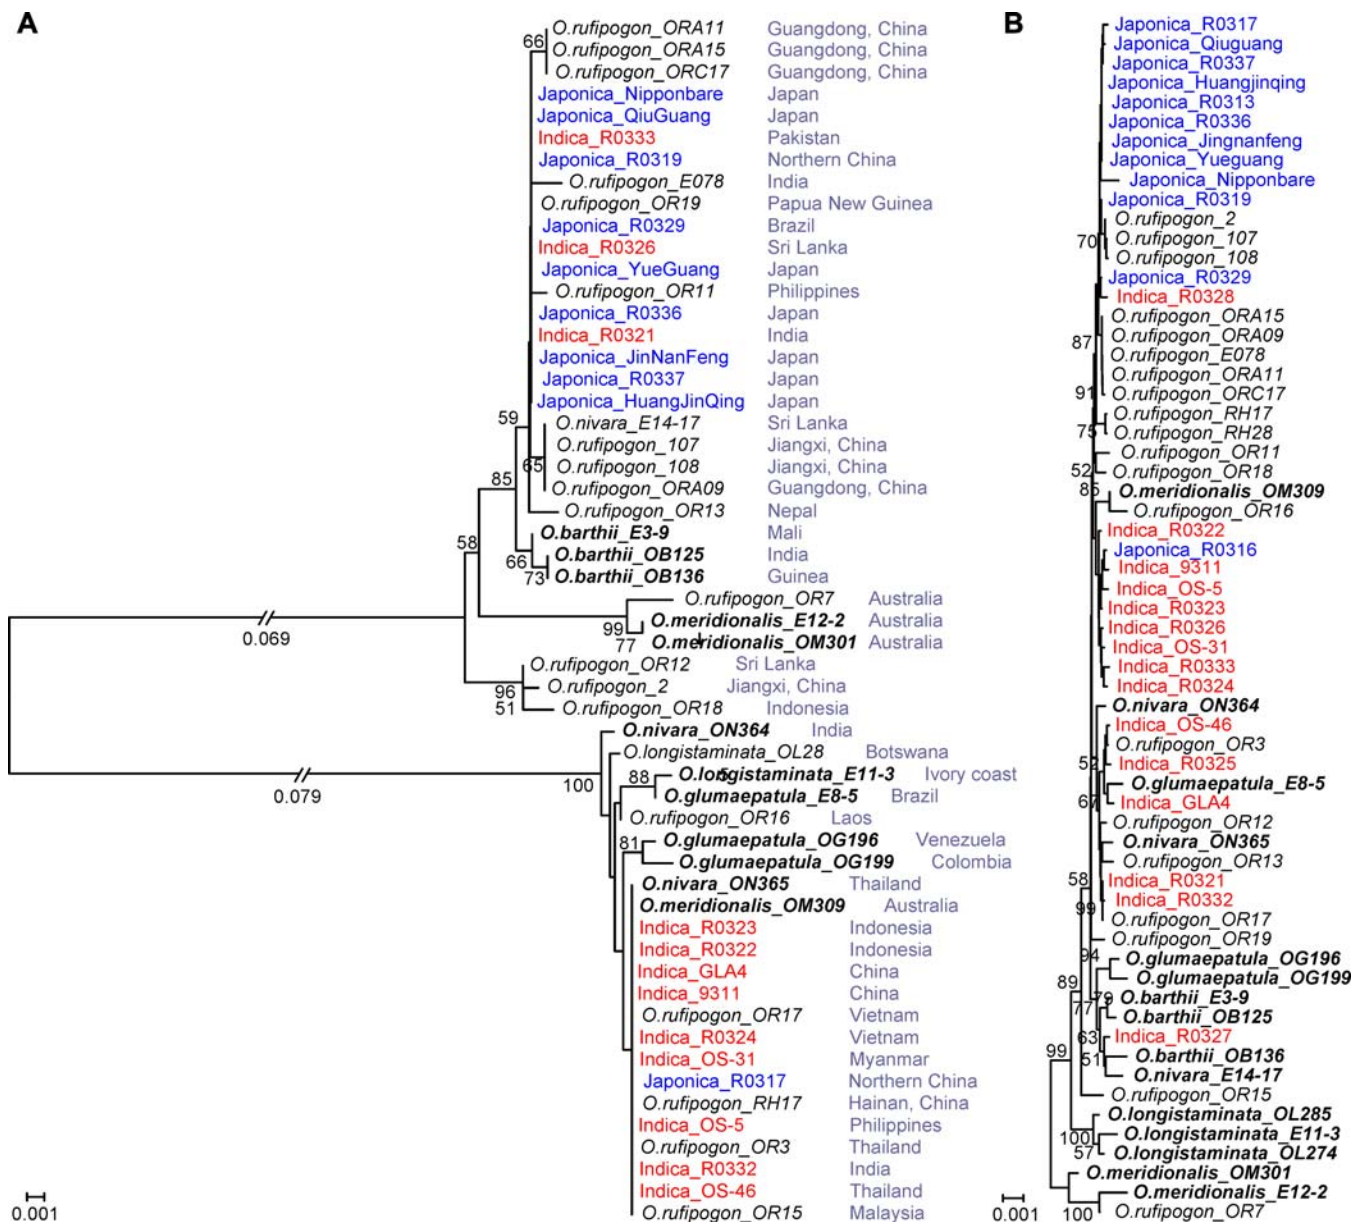 A
O.rufipogon_ORA11 Guangdong, China
66
O.rufipogon_ORA15 Guangdong, China
O.rufipogon_ORC17 Guangdong, China
Japonica_Nipponbare Japan
Japonica_QiuGuang Japan
Indica_R0333 Pakistan
Japonica_R0319 Northern China
O.rufipogon_E078 India
O.rufipogon_OR19 Papua New Guinea
Japonica_R0329 Brazil
Indica_R0326 Sri Lanka
Japonica_YueGuang Japan
O.rufipogon_OR11 Philippines
Japonica_R0336 Japan
Indica_R0321 India
Japonica_JinNanFeng Japan
Japonica_R0337 Japan
Japonica_HuangJinQing Japan
59
O.nivara_E14-17 Sri Lanka
O.rufipogon_107 Jiangxi, China
65
O.rufipogon_108 Jiangxi, China
85
O.rufipogon_ORA09 Guangdong, China
O.rufipogon_OR13 Nepal
O.barthii_E3-9 Mali
58
66
O.barthii_OB125 India
73
O.barthii_OB136 Guinea
O.rufipogon_OR7 Australia
O.meridionalis_E12-2 Australia
99
77
O.meridionalis_OM301 Australia
0.069
O.rufipogon_OR12 Sri Lanka
O.rufipogon_2 Jiangxi, China
96
51
O.rufipogon_OR18 Indonesia
O.nivara_ON364 India
O.longistaminata_OL28 Botswana
88
O.longistaminata_E11-3 Ivory coast
100
O.glumaepatula_E8-5 Brazil
0.079
O.rufipogon_OR16 Laos
81
O.glumaepatula_OG196 Venezuela
O.glumaepatula_OG199 Colombia
O.nivara_ON365 Thailand
O.meridionalis_OM309 Australia
Indica_R0323 Indonesia
Indica_R0322 Indonesia
Indica_GLA4 China
Indica_9311 China
O.rufipogon_OR17 Vietnam
Indica_R0324 Vietnam
Indica_OS-31 Myanmar
Japonica_R0317 Northern China
O.rufipogon_RH17 Hainan, China
Indica_OS-5 Philippines
O.rufipogon_OR3 Thailand
Indica_R0332 India
Indica_OS-46 Thailand
O.rufipogon_OR15 Malaysia
0.001
B
Japonica_R0317
Japonica_Qiuguang
Japonica_R0337
Japonica_Huangjinqing
Japonica_R0313
Japonica_R0336
Japonica_Jingnanfeng
Japonica_Yueguang
Japonica_Nipponbare
Japonica_R0319
O.rufipogon_2
70
O.rufipogon_107
O.rufipogon_108
Japonica_R0329
Indica_R0328
O.rufipogon_ORA15
87
O.rufipogon_ORA09
O.rufipogon_E078
O.rufipogon_ORA11
91
O.rufipogon_ORC17
O.rufipogon_RH17
75
O.rufipogon_RH28
O.rufipogon_OR11
52
O.rufipogon_OR18
85
O.meridionalis_OM309
O.rufipogon_OR16
Indica_R0322
Japonica_R0316
Indica_9311
Indica_OS-5
Indica_R0323
Indica_R0326
Indica_OS-31
Indica_R0333
Indica_R0324
O.nivara_ON364
Indica_OS-46
O.rufipogon_OR3
52
Indica_R0325
O.glumaepatula_E8-5
67
Indica_GLA4
O.rufipogon_OR12
O.nivara_ON365
O.rufipogon_OR13
58
Indica_R0321
Indica_R0332
99
O.rufipogon_OR17
O.rufipogon_OR19
94
O.glumaepatula_OG196
89
O.glumaepatula_OG199
79
O.barthii_E3-9
77
O.barthii_OB125
63
Indica_R0327
99
51
O.barthii_OB136
O.nivara_E14-17
O.rufipogon_OR15
O.longistaminata_OL285
100
O.longistaminata_E11-3
57
O.longistaminata_OL274
O.meridionalis_OM301
O.meridionalis_E12-2
100
O.rufipogon_OR7
0.001